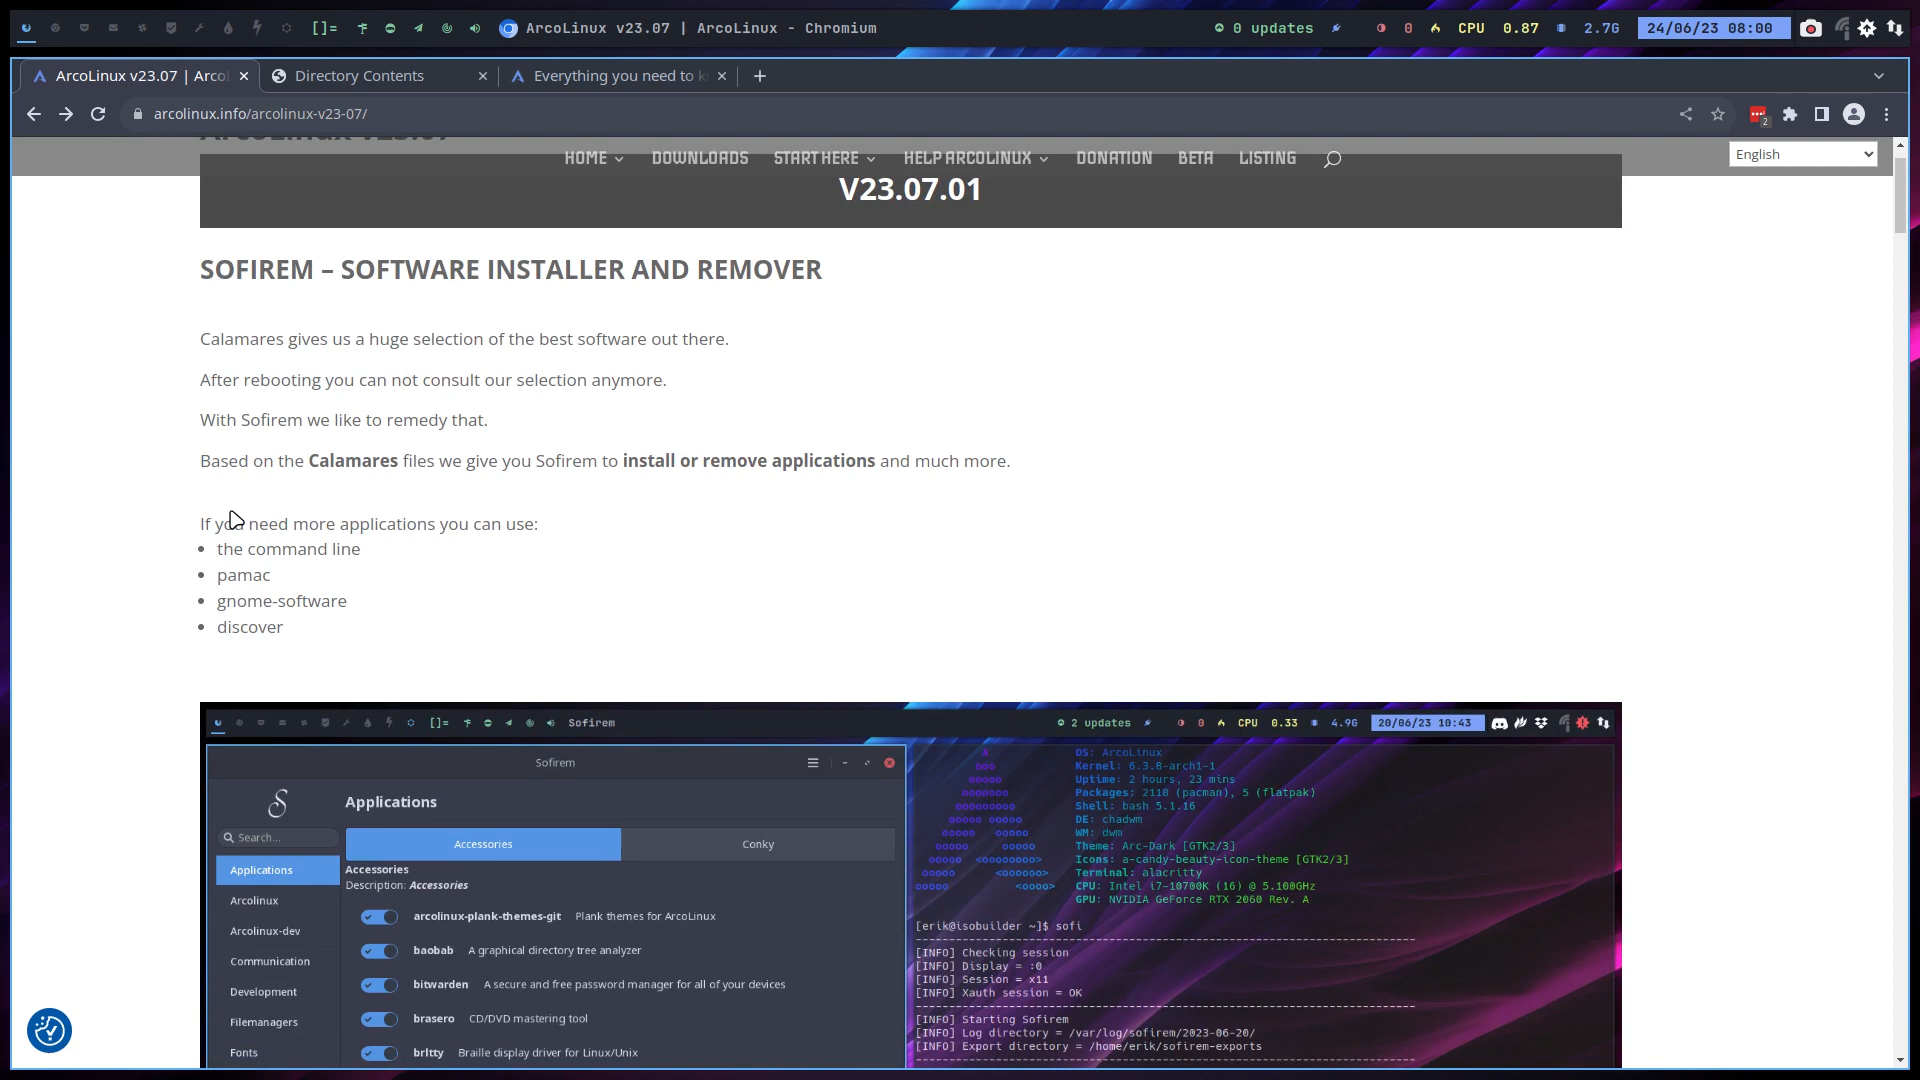 []=
ArcoLinux v23.07 | ArcoLinux - Chromium
0 updates
0
CPU 0.87
2.7G
24/06/23 08:00
ArcoLinux v23.07 | ArcoL
Directory Contents
Everything you need to k
arcolinux.info/arcolinux-v23-07/
2
ArcoLinux v23.07
HOME
DOWNLOADS
START HERE
HELP ARCOLINUX
DONATION
BETA
LISTING
English
V23.07.01
SOFIREM – SOFTWARE INSTALLER AND REMOVER
Calamares gives us a huge selection of the best software out there.
After rebooting you can not consult our selection anymore.
With Sofirem we like to remedy that.
Based on the Calamares files we give you Sofirem to install or remove applications and much more.
If you need more applications you can use:
• the command line
• pamac
• gnome-software
• discover
[]=
Sofirem
2 updates
0
CPU 0.33
4.9G
20/06/23 10:43
Sofirem
Applications
Search...
Accessories
Conky
Applications
Arcolinux
Arcolinux-dev
Communication
Development
Filemanagers
Fonts
Accessories
Description: Accessories
arcolinux-plank-themes-git Plank themes for ArcoLinux
baobab A graphical directory tree analyzer
bitwarden A secure and free password manager for all of your devices
brasero CD/DVD mastering tool
brltty Braille display driver for Linux/Unix
OS: ArcoLinux
Kernel: 6.3.8-arch1-1
Uptime: 2 hours, 23 mins
Packages: 2118 (pacman), 5 (flatpak)
Shell: bash 5.1.16
DE: chadwm
WM: dwm
Theme: Arc-Dark [GTK2/3]
Icons: a-candy-beauty-icon-theme [GTK2/3]
Terminal: alacritty
CPU: Intel i7-10700K (16) @ 5.100GHz
GPU: NVIDIA GeForce RTX 2060 Rev. A
[erik@isobuilder ~]$ sofi
[INFO] Checking session
[INFO] Display = :0
[INFO] Session = x11
[INFO] Xauth session = OK
[INFO] Starting Sofirem
[INFO] Log directory = /var/log/sofirem/2023-06-20/
[INFO] Export directory = /home/erik/sofirem-exports